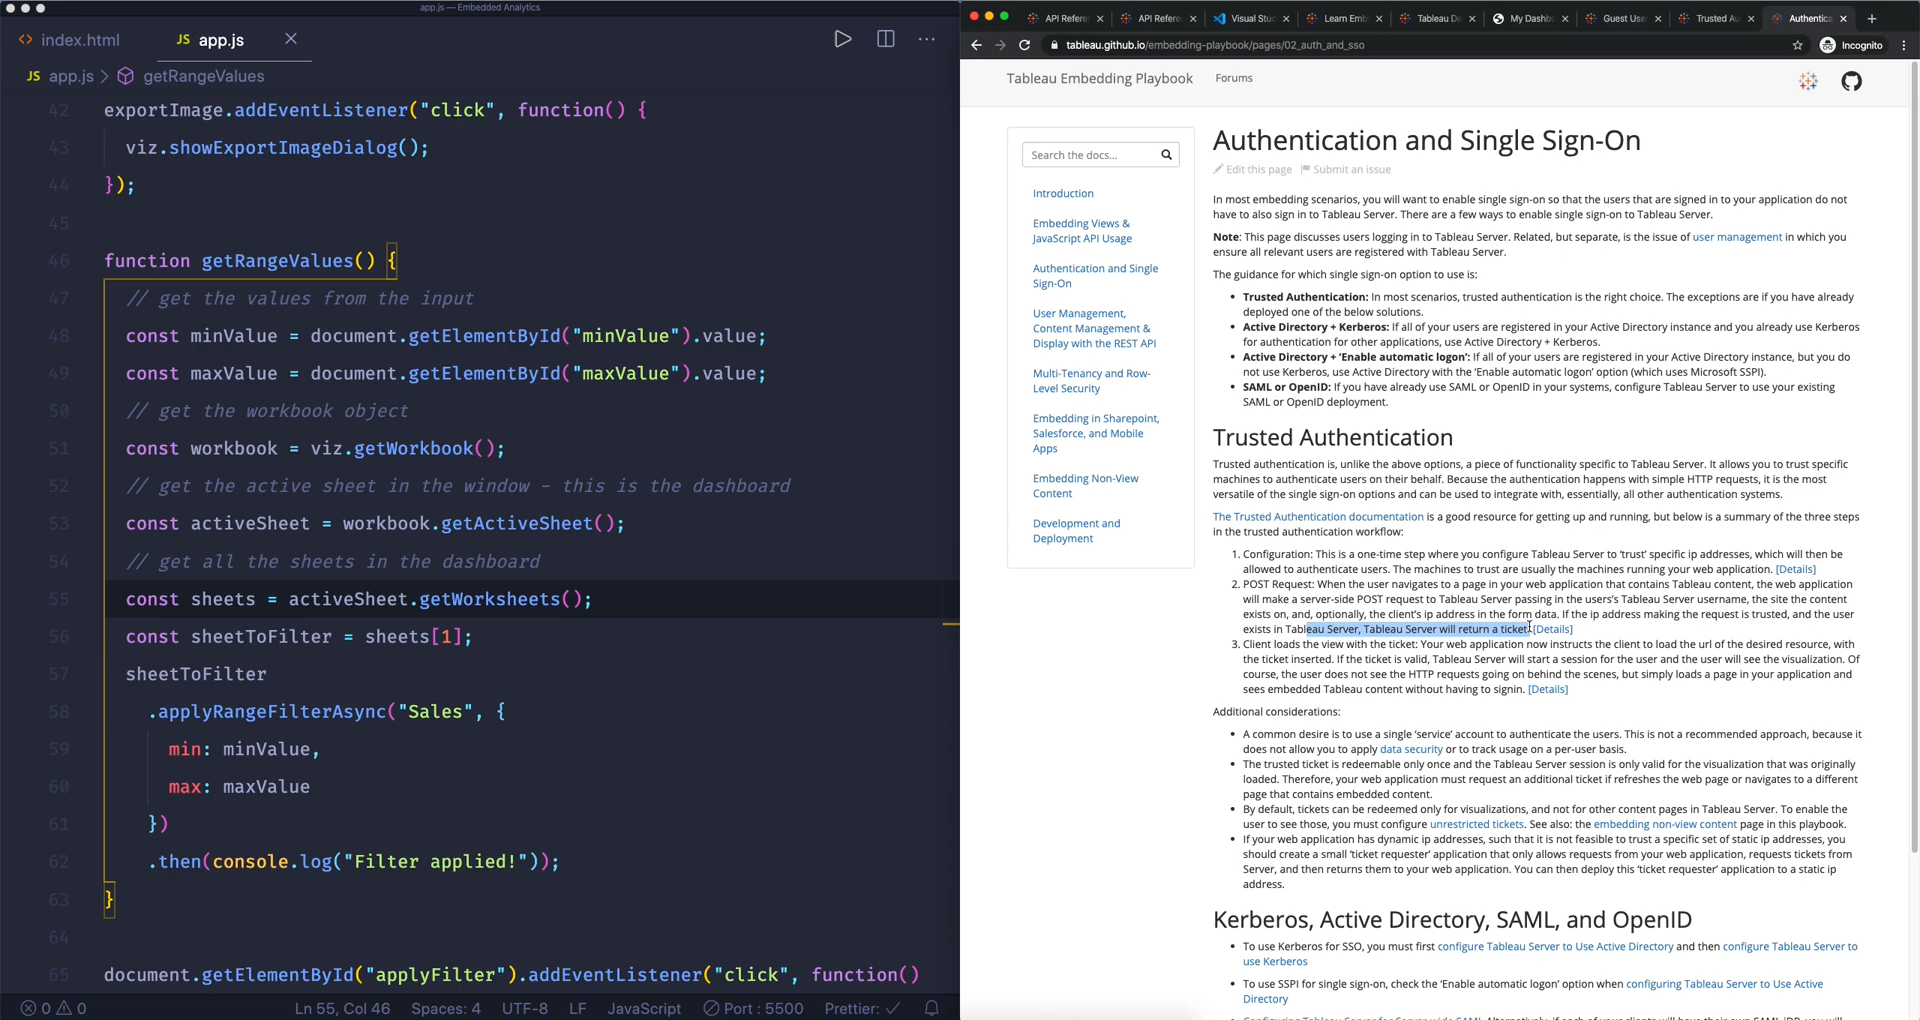 app.js — Embedded Analytics
<> index.html
JS app.js
JS app.js > getRangeValues
42 exportImage.addEventListener("click", function() {
43 viz.showExportImageDialog();
44 });
45
46 function getRangeValues() {
47 // get the values from the input
48 const minValue = document.getElementById("minValue").value;
49 const maxValue = document.getElementById("maxValue").value;
50 // get the workbook object
51 const workbook = viz.getWorkbook();
52 // get the active sheet in the window - this is the dashboard
53 const activeSheet = workbook.getActiveSheet();
54 // get all the sheets in the dashboard
55 const sheets = activeSheet.getWorksheets();
56 const sheetToFilter = sheets[1];
57 sheetToFilter
58 .applyRangeFilterAsync("Sales", {
59 min: minValue,
60 max: maxValue
61 })
62 .then(console.log("Filter applied!"));
63 }
64
65 document.getElementById("applyFilter").addEventListener("click", function()
0 0 Ln 55, Col 46 Spaces: 4 UTF-8 LF JavaScript Port : 5500 Prettier: ✓
API Refere
API Refere
Visual Stu
Learn Emb
Tableau De
My Dashbo
Guest Use
Trusted Au
Authentica
tableau.github.io/embedding-playbook/pages/02_auth_and_sso
Incognito
Tableau Embedding Playbook Forums
Search the docs...
Introduction
Embedding Views &
JavaScript API Usage
Authentication and Single
Sign-On
User Management,
Content Management &
Display with the REST API
Multi-Tenancy and Row-
Level Security
Embedding in Sharepoint,
Salesforce, and Mobile
Apps
Embedding Non-View
Content
Development and
Deployment
Authentication and Single Sign-On
Edit this page Submit an issue
In most embedding scenarios, you will want to enable single sign-on so that the users that are signed in to your application do not
have to also sign in to Tableau Server. There are a few ways to enable single sign-on to Tableau Server.
Note: This page discusses users logging in to Tableau Server. Related, but separate, is the issue of user management in which you
ensure all relevant users are registered with Tableau Server.
The guidance for which single sign-on option to use is:
• Trusted Authentication: In most scenarios, trusted authentication is the right choice. The exceptions are if you have already
deployed one of the below solutions.
• Active Directory + Kerberos: If all of your users are registered in your Active Directory instance and you already use Kerberos
for authentication for other applications, use Active Directory + Kerberos.
• Active Directory + 'Enable automatic logon': If all of your users are registered in your Active Directory instance, but you do
not use Kerberos, use Active Directory with the 'Enable automatic logon' option (which uses Microsoft SSPI).
• SAML or OpenID: If you have already use SAML or OpenID in your systems, configure Tableau Server to use your existing
SAML or OpenID deployment.
Trusted Authentication
Trusted authentication is, unlike the above options, a piece of functionality specific to Tableau Server. It allows you to trust specific
machines to authenticate users on their behalf. Because the authentication happens with simple HTTP requests, it is the most
versatile of the single sign-on options and can be used to integrate with, essentially, all other authentication systems.
The Trusted Authentication documentation is a good resource for getting up and running, but below is a summary of the three steps
in the trusted authentication workflow:
1. Configuration: This is a one-time step where you configure Tableau Server to 'trust' specific ip addresses, which will then be
allowed to authenticate users. The machines to trust are usually the machines running your web application. [Details]
2. POST Request: When the user navigates to a page in your web application that contains Tableau content, the web application
will make a server-side POST request to Tableau Server passing in the users's Tableau Server username, the site the content
exists on, and, optionally, the client's ip address in the form data. If the ip address making the request is trusted, and the user
exists in Tableau Server, Tableau Server will return a ticket. [Details]
3. Client loads the view with the ticket: Your web application now instructs the client to load the url of the desired resource, with
the ticket inserted. If the ticket is valid, Tableau Server will start a session for the user and the user will see the visualization. Of
course, the user does not see the HTTP requests going on behind the scenes, but simply loads a page in your application and
sees embedded Tableau content without having to signin. [Details]
Additional considerations:
• A common desire is to use a single 'service' account to authenticate the users. This is not a recommended approach, because it
does not allow you to apply data security or to track usage on a per-user basis.
• The trusted ticket is redeemable only once and the Tableau Server session is only valid for the visualization that was originally
loaded. Therefore, your web application must request an additional ticket if refreshes the web page or navigates to a different
page that contains embedded content.
• By default, tickets can be redeemed only for visualizations, and not for other content pages in Tableau Server. To enable the
user to see those, you must configure unrestricted tickets. See also: the embedding non-view content page in this playbook.
• If your web application has dynamic ip addresses, such that it is not feasible to trust a specific set of static ip addresses, you
should create a small 'ticket requester' application that only allows requests from your web application, requests tickets from
Server, and then returns them to your web application. You can then deploy this 'ticket requester' application to a static ip
address.
Kerberos, Active Directory, SAML, and OpenID
• To use Kerberos for SSO, you must first configure Tableau Server to Use Active Directory and then configure Tableau Server to
use Kerberos
• To use SSPI for single sign-on, check the 'Enable automatic logon' option when configuring Tableau Server to Use Active
Directory